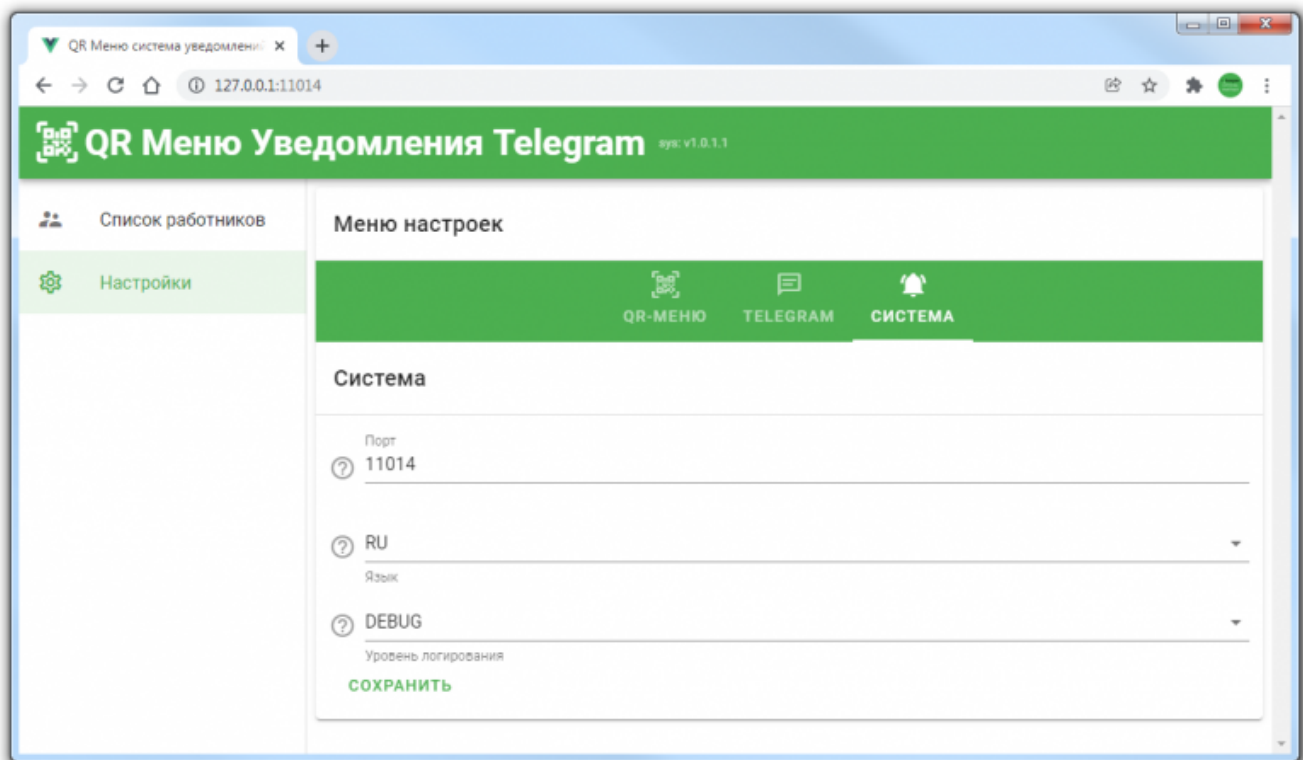 QR Меню система уведомлени
127.0.0.1:11014
QR Меню Уведомления Telegram sys: v1.0.1.1
Список работников
Настройки
Меню настроек
QR-МЕНЮ TELEGRAM СИСТЕМА
Система
Порт
11014
RU
Язык
DEBUG
Уровень логирования
СОХРАНИТЬ